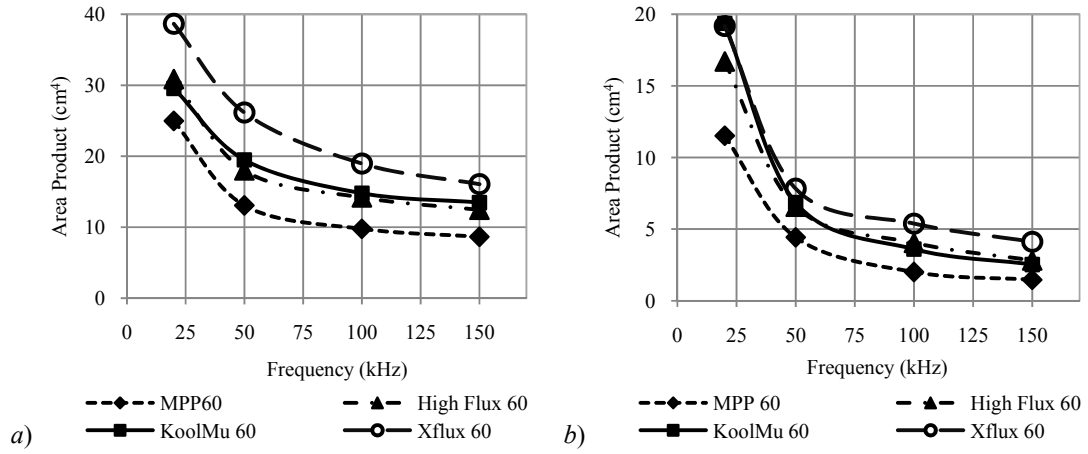 40
30
20
10
0
Area Product (cm⁴)
0 25 50 75 100 125 150
Frequency (kHz)
MPP60 High Flux 60
KoolMu 60 Xflux 60
a)
20
15
10
5
0
Area Product (cm⁴)
0 25 50 75 100 125 150
Frequency (kHz)
MPP 60 High Flux 60
KoolMu 60 Xflux 60
b)